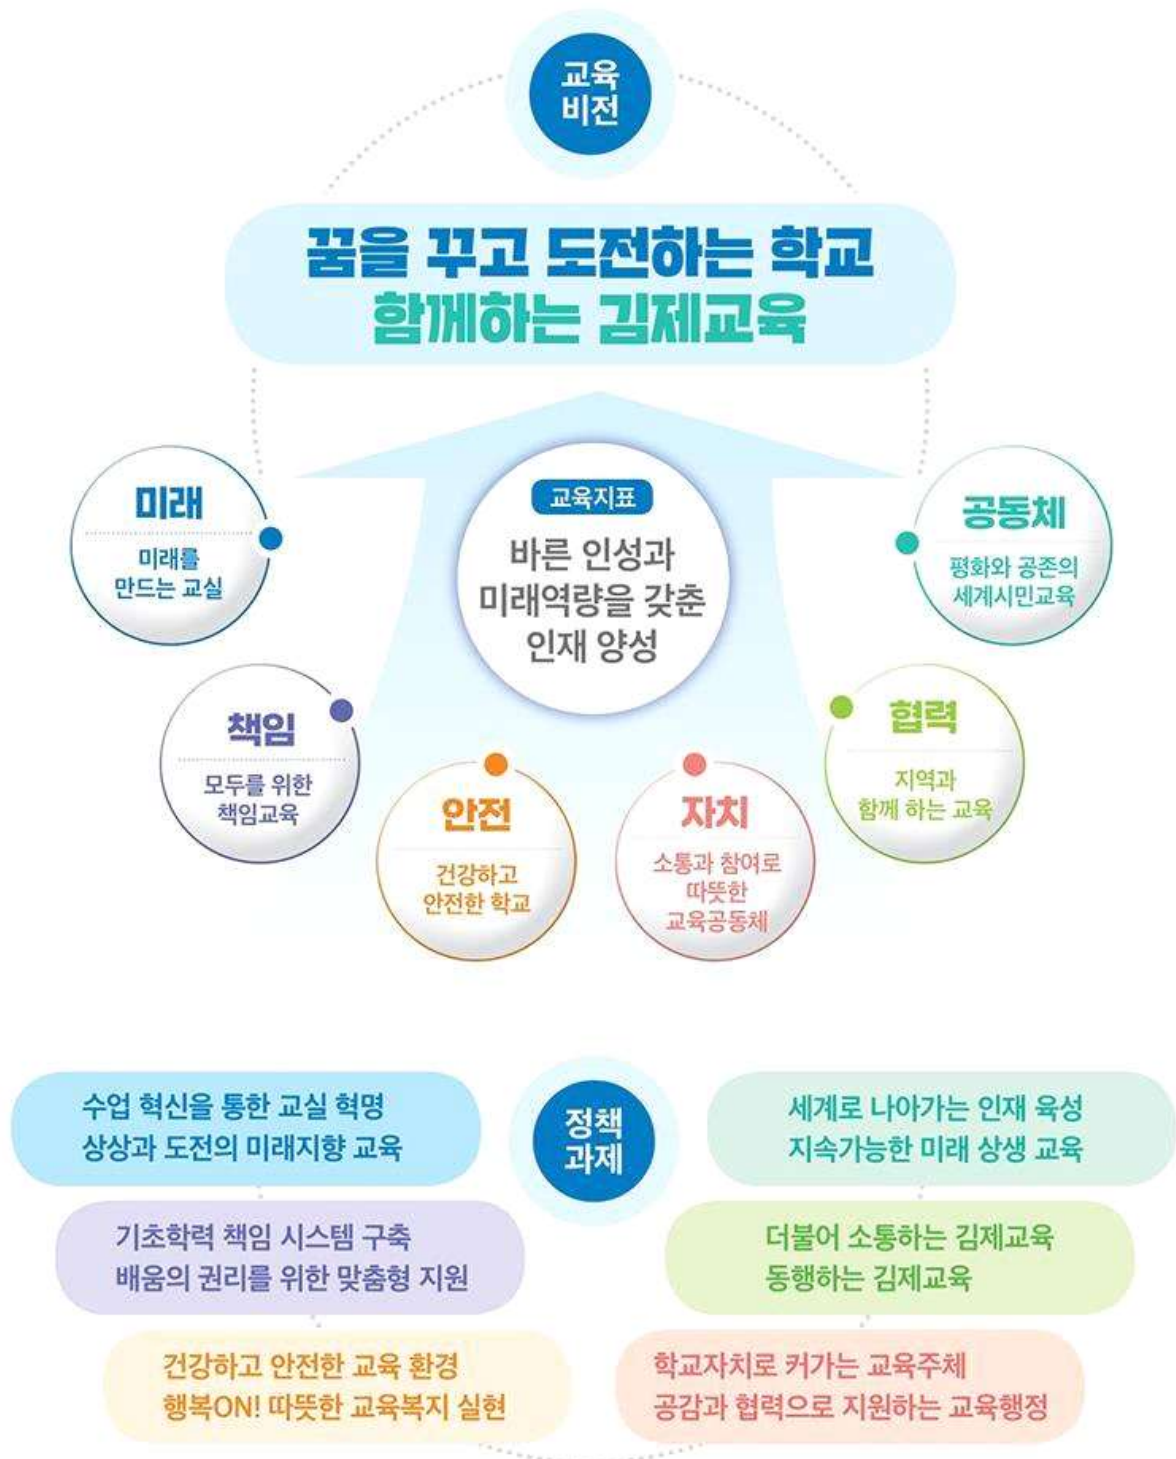 교육
비전
꿈을 꾸고 도전하는 학교
함께하는 김제교육
교육지표
바른 인성과
미래역량을 갖춘
인재 양성
미래
미래를
만드는 교실
책임
모두를 위한
책임교육
안전
건강하고
안전한 학교
자치
소통과 참여로
따뜻한
교육공동체
협력
지역과
함께 하는 교육
공동체
평화와 공존의
세계시민교육
정책
과제
수업 혁신을 통한 교실 혁명
상상과 도전의 미래지향 교육
기초학력 책임 시스템 구축
배움의 권리를 위한 맞춤형 지원
건강하고 안전한 교육 환경
행복ON! 따뜻한 교육복지 실현
세계로 나아가는 인재 육성
지속가능한 미래 상생 교육
더불어 소통하는 김제교육
동행하는 김제교육
학교자치로 커가는 교육주체
공감과 협력으로 지원하는 교육행정